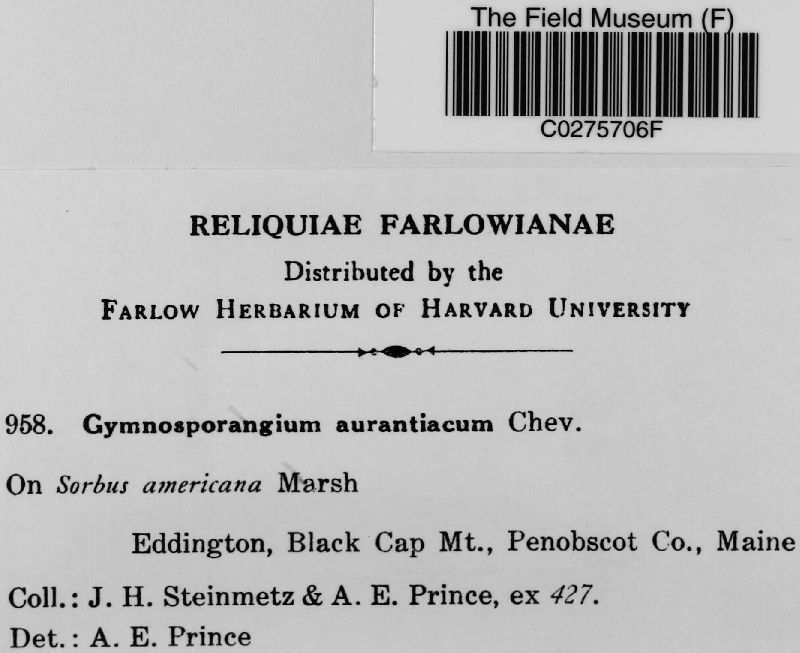 The Field Museum (F)
C0275706F
RELIQUIAE FARLOWIANAE
Distributed by the
FARLOW HERBARIUM OF HARVARD UNIVERSITY
958. Gymnosporangium aurantiacum Chev.
On Sorbus americana Marsh
Eddington, Black Cap Mt., Penobscot Co., Maine
Coll.: J. H. Steinmetz & A. E. Prince, ex 427.
Det.: A. E. Prince